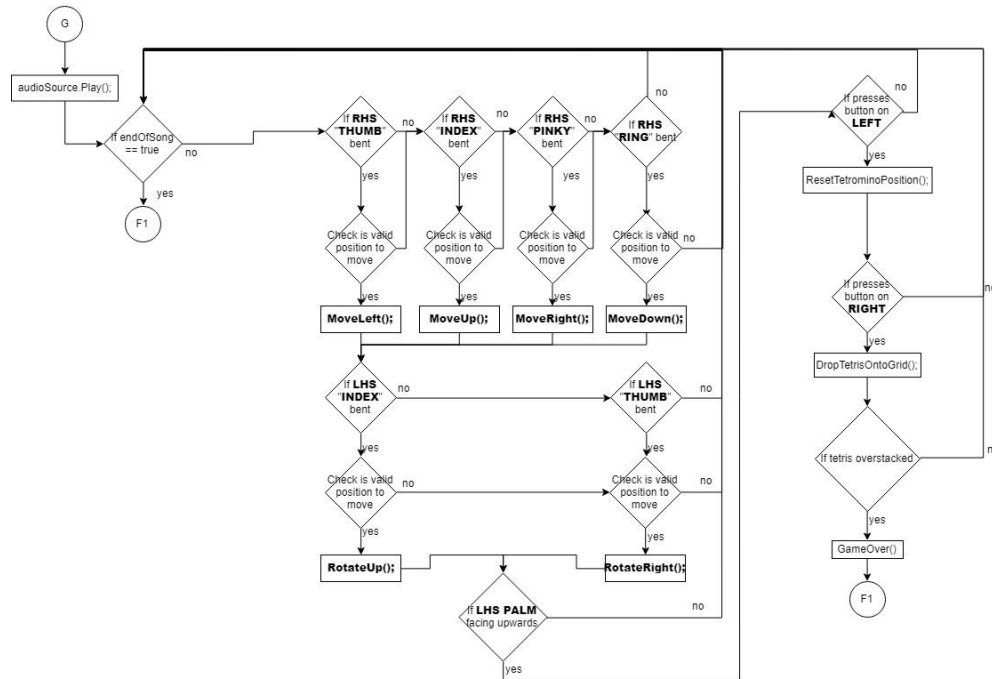 G
audioSource.Play();
If endOfSong
== true
no
yes
F1
If RHS
"THUMB"
bent
no
yes
Check is valid
position to
move
yes
MoveLeft();
If RHS
"INDEX"
bent
no
yes
Check is valid
position to
move
yes
MoveUp();
If RHS
"PINKY"
bent
no
yes
Check is valid
position to
move
yes
MoveRight();
no
If RHS
"RING" bent
yes
Check is valid
position to
move
no
yes
MoveDown();
If LHS
"INDEX"
bent
no
yes
Check is valid
position to
move
no
yes
RotateUp();
If LHS
"THUMB"
bent
no
yes
Check is valid
position to
move
no
yes
RotateRight();
If LHS PALM
facing upwards
no
yes
If presses
button on
LEFT
no
yes
ResetTetrominoPosition();
If presses
button on
RIGHT
no
yes
DropTetrisOntoGrid();
If tetris overstacked
no
yes
GameOver()
F1